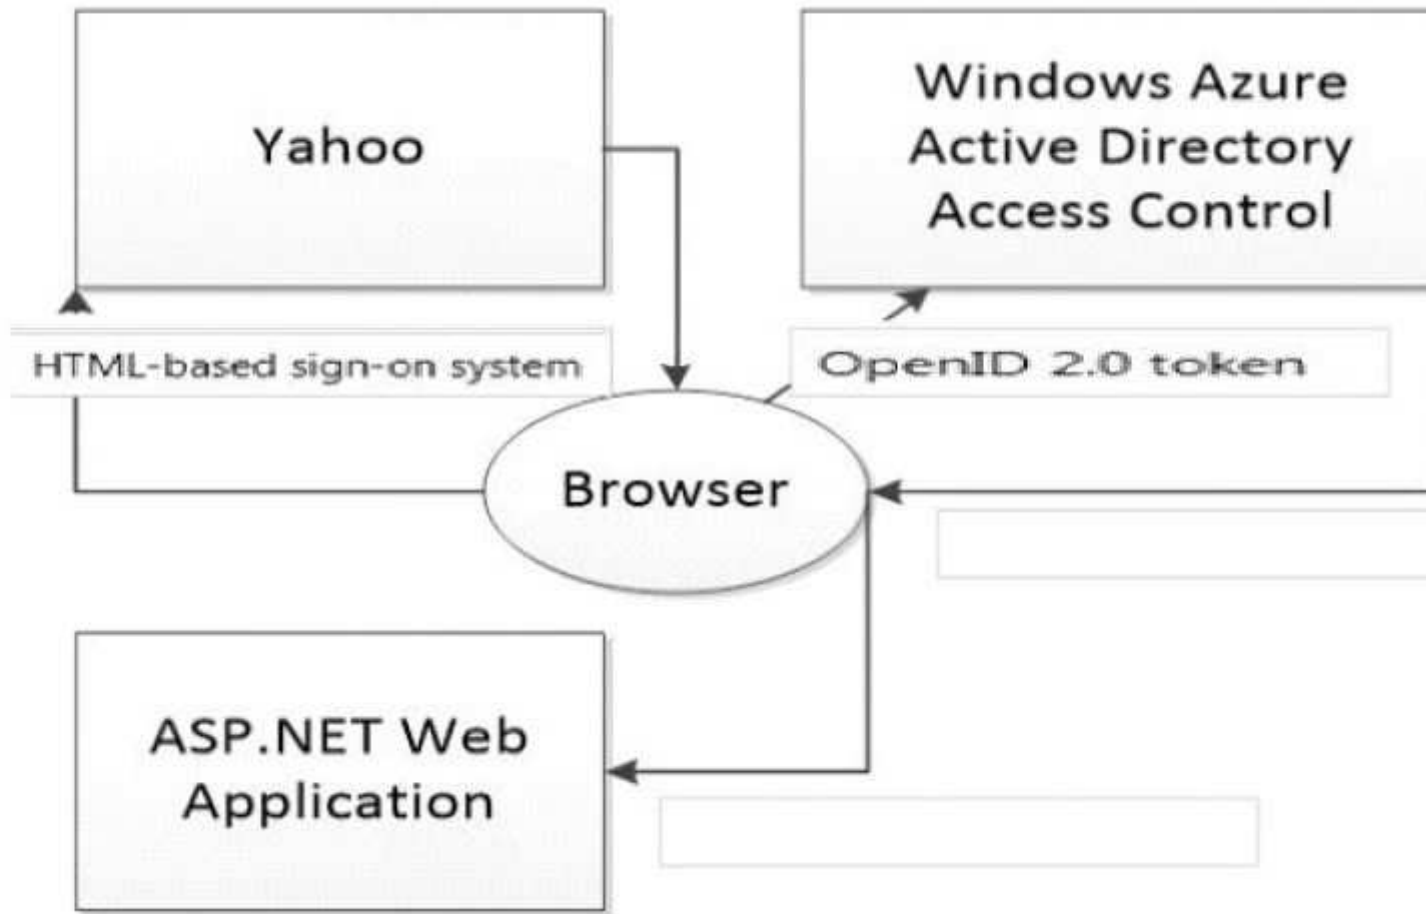 Yahoo
Windows Azure
Active Directory
Access Control
HTML-based sign-on system
OpenID 2.0 token
Browser
ASP.NET Web
Application